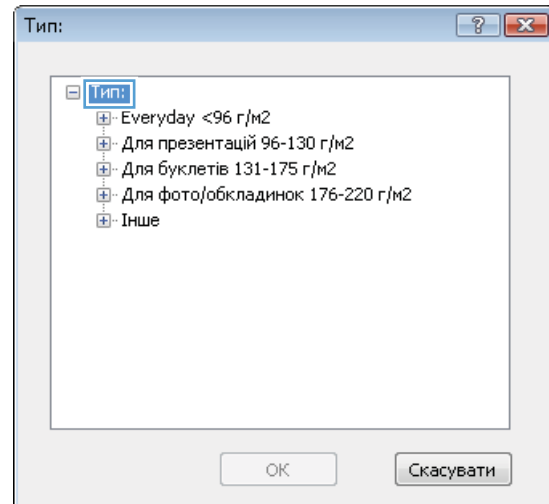 Тип:
Тип:
Everyday <96 г/м2
Для презентацій 96-130 г/м2
Для буклетів 131-175 г/м2
Для фото/обкладинок 176-220 г/м2
Інше
ОК Скасувати